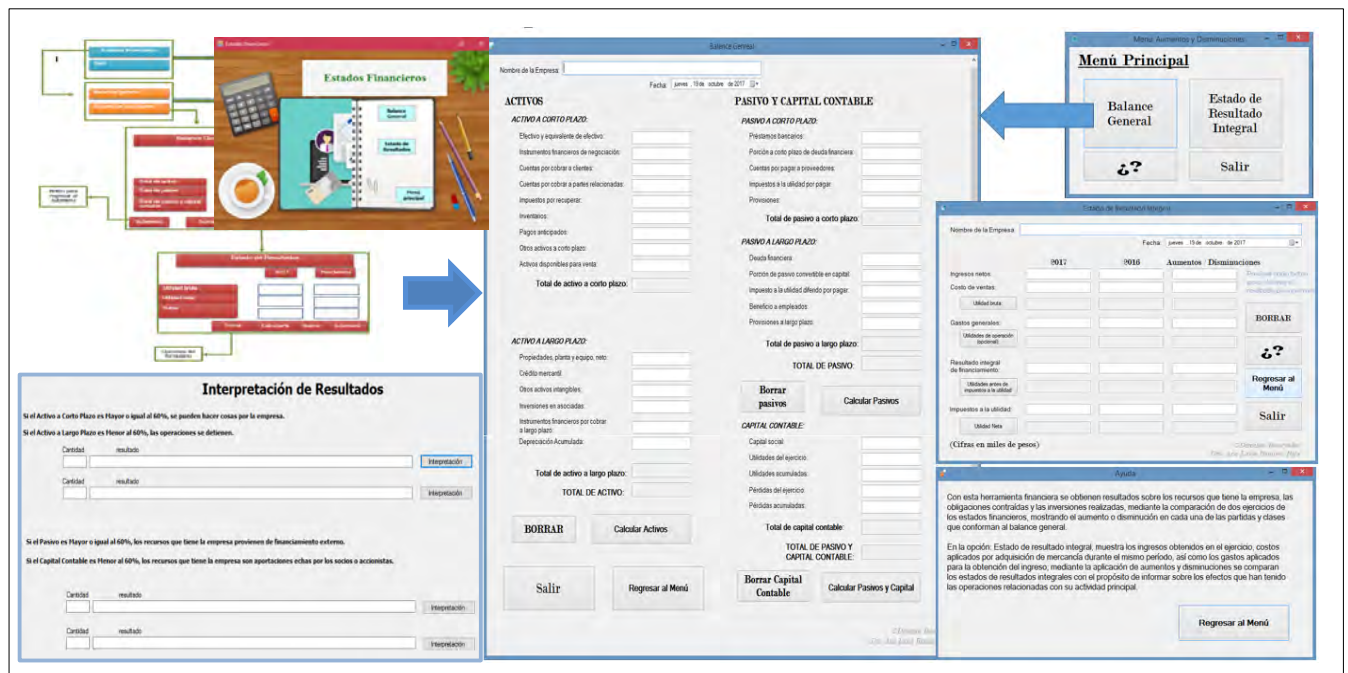 Estados Financieros
Balance General
Estado de Resultados
Menú principal
Estado de Resultados
Balance General
Nombre de la Empresa:
Fecha: jueves , 19 de octubre de 2017
ACTIVOS
ACTIVO A CORTO PLAZO:
Efectivo y equivalente de efectivo:
Instrumentos financieros de negociación:
Cuentas por cobrar a clientes:
Cuentas por cobrar a partes relacionadas:
Impuestos por recuperar:
Inventarios:
Pagos anticipados:
Otros activos a corto plazo:
Activos disponibles para venta:
Total de activo a corto plazo:
ACTIVO A LARGO PLAZO:
Propiedades, planta y equipo, neto:
Crédito mercantil:
Otros activos intangibles:
Inversiones en asociadas:
Instrumentos financieros por cobrar
a largo plazo:
Depreciación Acumulada:
Total de activo a largo plazo:
TOTAL DE ACTIVO:
BORRAR
Calcular Activos
Salir
Regresar al Menú
PASIVO Y CAPITAL CONTABLE
PASIVO A CORTO PLAZO:
Préstamos bancarios:
Porción a corto plazo de deuda financiera:
Cuentas por pagar a proveedores:
Impuestos a la utilidad por pagar:
Provisiones:
Total de pasivo a corto plazo:
PASIVO A LARGO PLAZO:
Deuda financiera:
Porción de pasivo convertible en capital:
Impuesto a la utilidad diferido por pagar:
Beneficio a empleados:
Provisiones a largo plazo:
Total de pasivo a largo plazo:
TOTAL DE PASIVO:
Borrar
pasivos
Calcular Pasivos
CAPITAL CONTABLE:
Capital social:
Utilidades del ejercicio:
Utilidades acumuladas:
Pérdidas del ejercicio:
Pérdidas acumuladas:
Total de capital contable:
TOTAL DE PASIVO Y
CAPITAL CONTABLE:
Borrar Capital
Contable
Calcular Pasivos y Capital
Menú Aumentos y Disminuciones
Menú Principal
Balance
General
Estado de
Resultado
Integral
¿?
Salir
Estado de Resultado Integral
Nombre de la Empresa:
Fecha: jueves , 19 de octubre de 2017
2017 2016 Aumentos / Disminuciones
Ingresos netos:
Costo de ventas:
Utilidad bruta
Gastos generales:
Utilidades de operación
(opcional)
Resultado integral
de financiamiento:
Utilidades antes de
impuestos a la utilidad
Impuestos a la utilidad:
Utilidad Neta
(Cifras en miles de pesos)
BORRAR
¿?
Regresar al
Menú
Salir
Ayuda
Con esta herramienta financiera se obtienen resultados sobre los recursos que tiene la empresa, las
obligaciones contraídas y las inversiones realizadas, mediante la comparación de dos ejercicios de
los estados financieros, mostrando el aumento o disminución en cada una de las partidas y clases
que conforman al balance general.
En la opción: Estado de resultado integral, muestra los ingresos obtenidos en el ejercicio, costos
aplicados por adquisición de mercancía durante el mismo período, así como los gastos aplicados
para la obtención del ingreso, mediante la aplicación de aumentos y disminuciones se comparan
los estados de resultados integrales con el propósito de informar sobre los efectos que han tenido
las operaciones relacionadas con su actividad principal.
Regresar al Menú
Interpretación de Resultados
Si el Activo a Corto Plazo es Mayor o igual al 60%, se pueden hacer cosas por la empresa.
Si el Activo a Largo Plazo es Menor al 60%, las operaciones se detienen.
Cantidad resultado
Interpretación
Cantidad resultado
Interpretación
Si el Pasivo es Mayor o igual al 60%, los recursos que tiene la empresa provienen de financiamiento externo.
Si el Capital Contable es Menor al 60%, los recursos que tiene la empresa son aportaciones echas por los socios o accionistas.
Cantidad resultado
Interpretación
Cantidad resultado
Interpretación